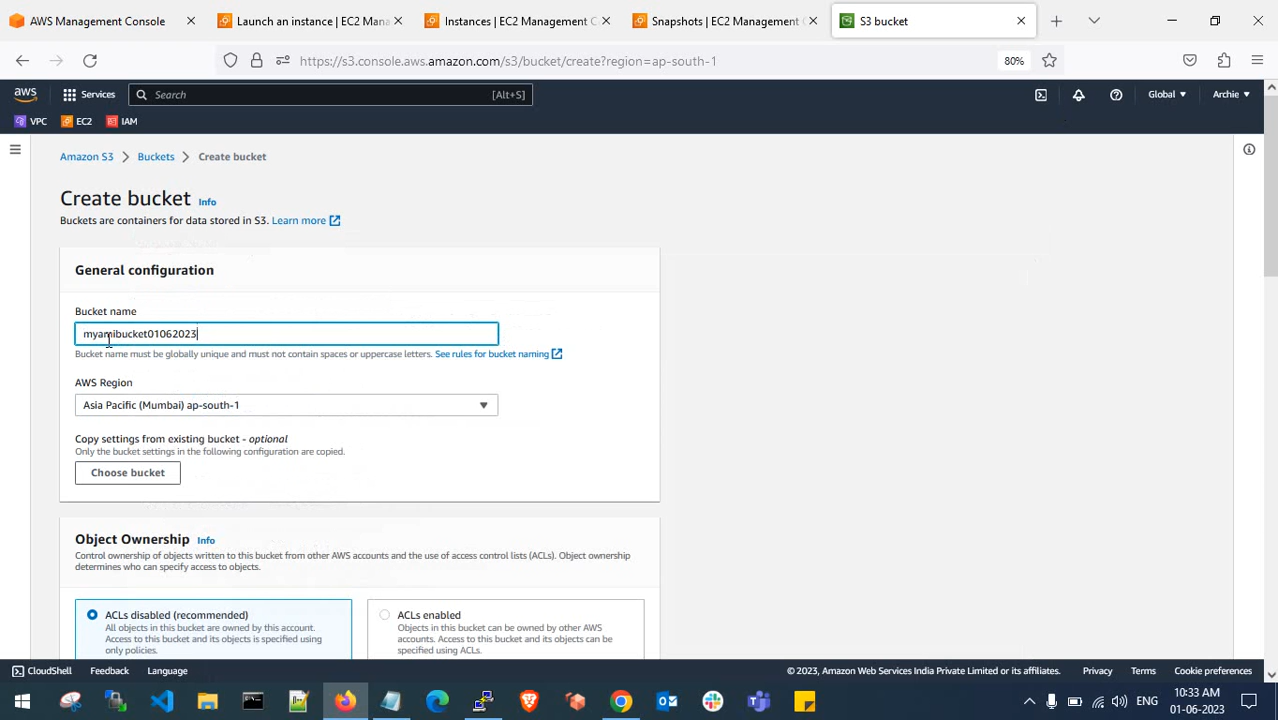 AWS Management Console
Launch an instance | EC2 Mana
Instances | EC2 Management C
Snapshots | EC2 Management C
S3 bucket
https://s3.console.aws.amazon.com/s3/bucket/create?region=ap-south-1
80%
aws
Services
Search
[Alt+S]
Global
Archie
VPC
EC2
IAM
Amazon S3
Buckets
Create bucket
Create bucket Info
Buckets are containers for data stored in S3. Learn more
General configuration
Bucket name
myamibucket01062023
Bucket name must be globally unique and must not contain spaces or uppercase letters. See rules for bucket naming
AWS Region
Asia Pacific (Mumbai) ap-south-1
Copy settings from existing bucket - optional
Only the bucket settings in the following configuration are copied.
Choose bucket
Object Ownership Info
Control ownership of objects written to this bucket from other AWS accounts and the use of access control lists (ACLs). Object ownership
determines who can specify access to objects.
ACLs disabled (recommended)
All objects in this bucket are owned by this account.
Access to this bucket and its objects is specified using
only policies.
ACLs enabled
Objects in this bucket can be owned by other AWS
accounts. Access to this bucket and its objects can be
specified using ACLs.
CloudShell
Feedback
Language
© 2023, Amazon Web Services India Private Limited or its affiliates.
Privacy
Terms
Cookie preferences
ENG
10:33 AM
01-06-2023